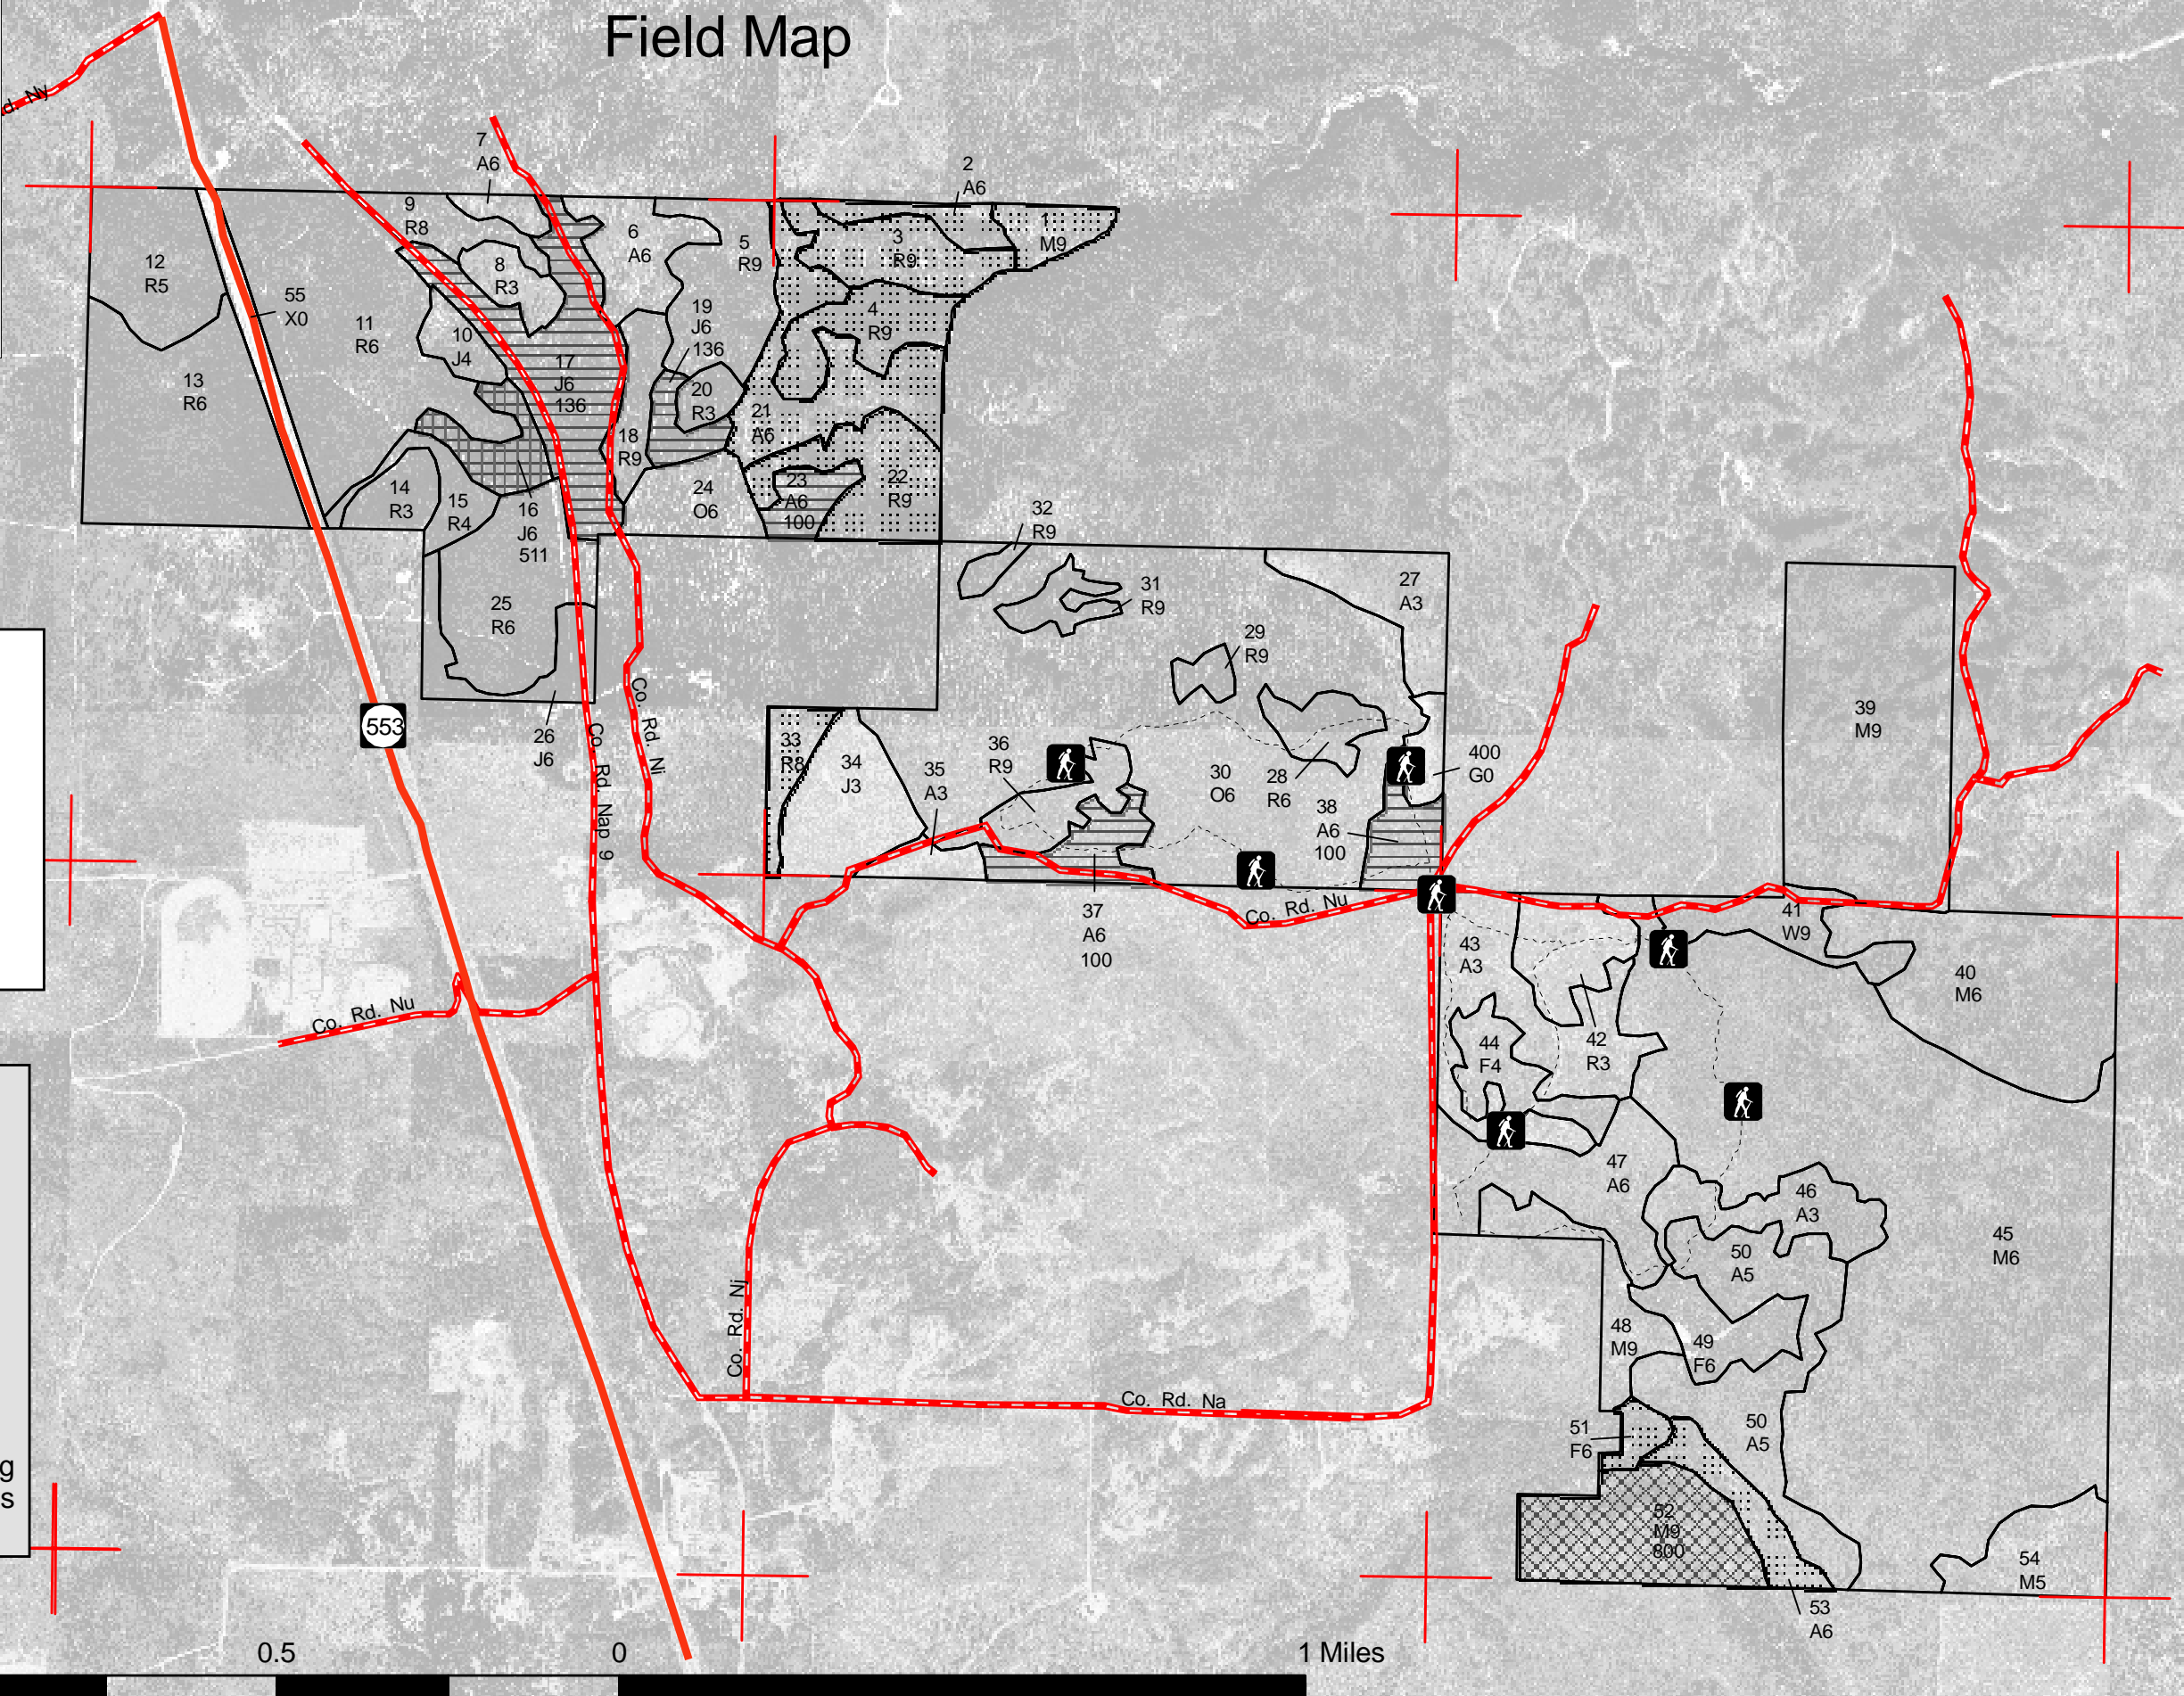 Field Map
d. Ny
7
A6
2
A6
9
R8
6
A6
5
R9
3
R9
1
M9
12
R5
8
R3
55
X0
11
R6
10
J4
19
J6
136
4
R9
13
R6
17
J6
136
20
R3
21
A6
18
R9
14
R3
15
R4
16
J6
511
24
O6
23
A6
100
22
R9
32
R9
25
R6
31
R9
27
A3
29
R9
553
26
J6
Co. Rd. Ni
Co. Rd. Nap 9
33
R8
34
J3
35
A3
36
R9
30
O6
28
R6
38
A6
100
400
G0
39
M9
37
A6
100
Co. Rd. Nu
41
W9
43
A3
40
M6
Co. Rd. Nu
44
F4
42
R3
47
A6
46
A3
50
A5
45
M6
Co. Rd. Nj
48
M9
49
F6
Co. Rd. Na
51
F6
50
A5
g
s
52
M9
800
54
M5
53
A6
0.5
0
1 Miles